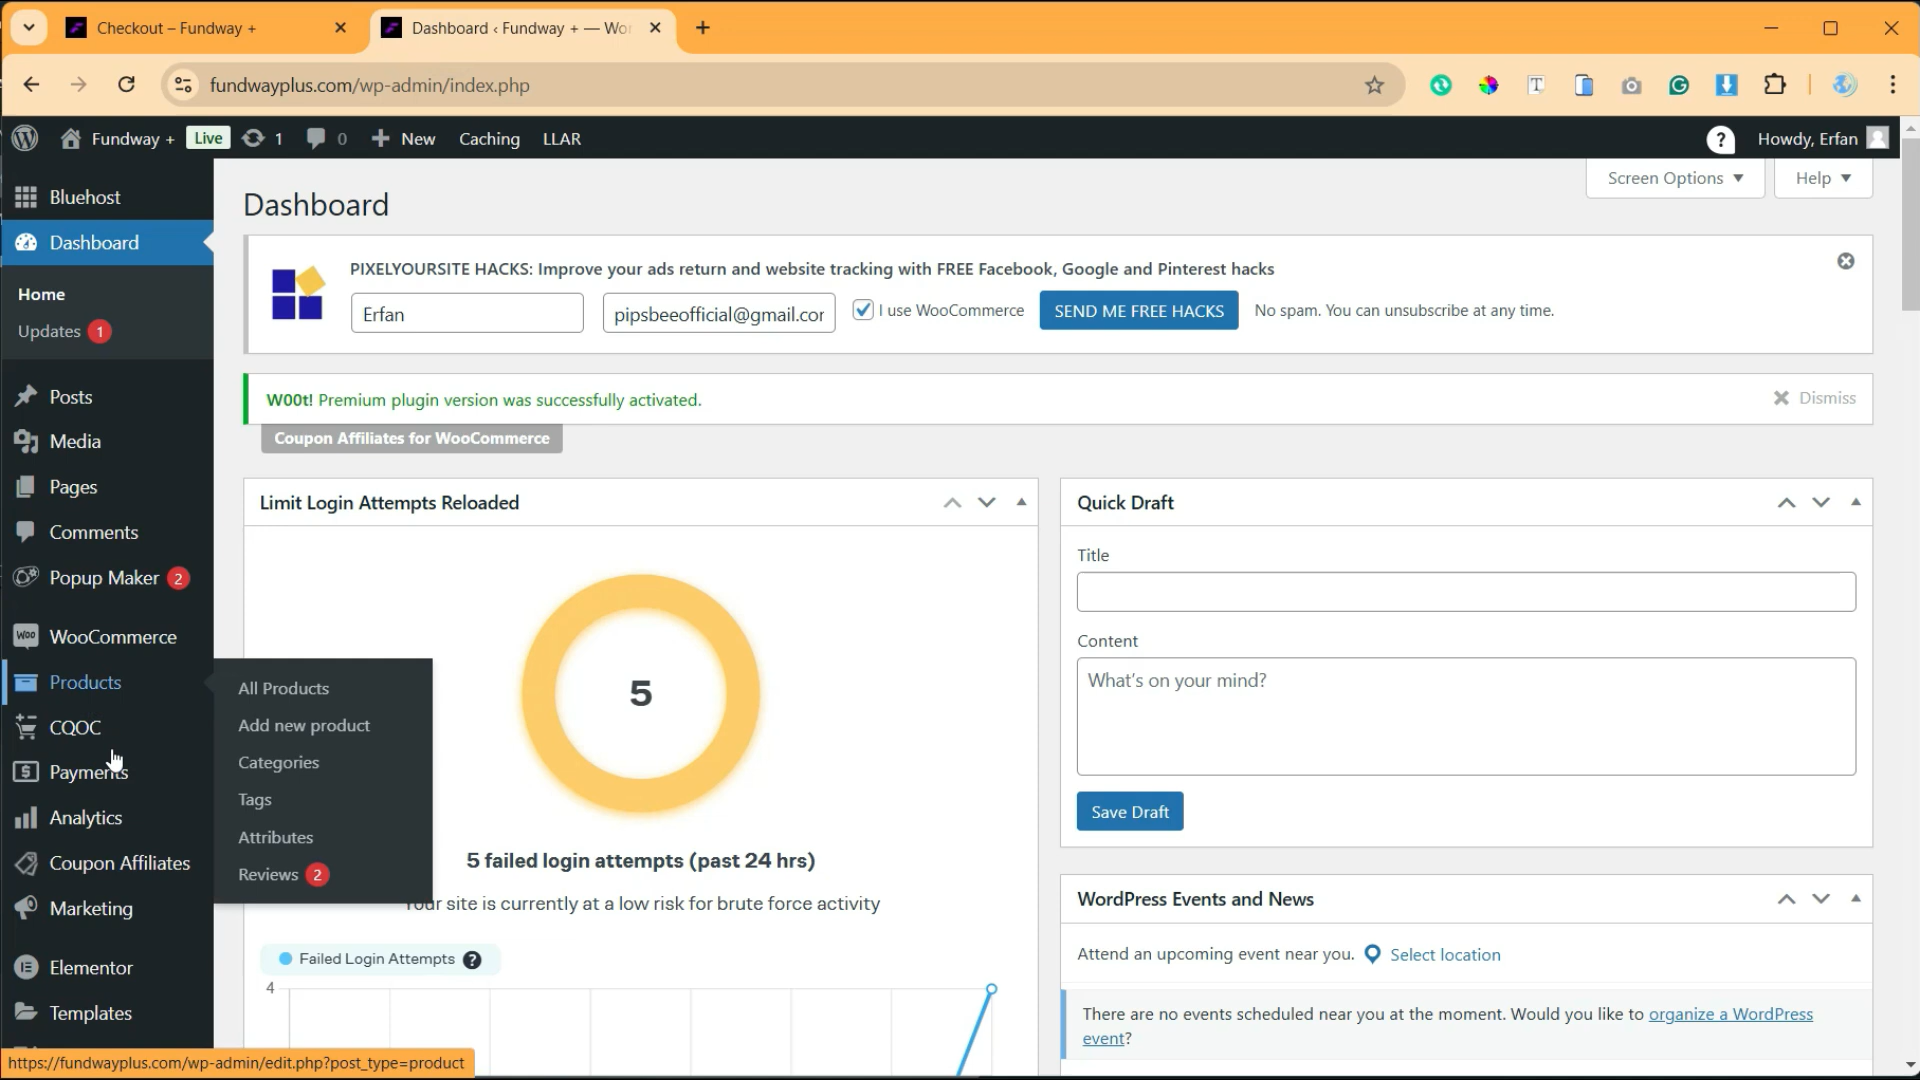 Checkout – Fundway +
Dashboard ‹ Fundway + — Wor
fundwayplus.com/wp-admin/index.php
Fundway +
Live
1
0
New
Caching
LLAR
Howdy, Erfan
Bluehost
Dashboard
Home
Updates 1
Posts
Media
Pages
Comments
Popup Maker 2
WooCommerce
Products
CQOC
Payments
Analytics
Coupon Affiliates
Marketing
Elementor
Templates
All Products
Add new product
Categories
Tags
Attributes
Reviews 2
https://fundwayplus.com/wp-admin/edit.php?post_type=product
Dashboard
Screen Options
Help
PIXELYOURSITE HACKS: Improve your ads return and website tracking with FREE Facebook, Google and Pinterest hacks
Erfan
pipsbeeofficial@gmail.cor
I use WooCommerce
SEND ME FREE HACKS
No spam. You can unsubscribe at any time.
W00t! Premium plugin version was successfully activated.
Dismiss
Coupon Affiliates for WooCommerce
Limit Login Attempts Reloaded
5
5 failed login attempts (past 24 hrs)
Your site is currently at a low risk for brute force activity
Failed Login Attempts ?
4
Quick Draft
Title
Content
What's on your mind?
Save Draft
WordPress Events and News
Attend an upcoming event near you.
Select location
There are no events scheduled near you at the moment. Would you like to organize a WordPress
event?